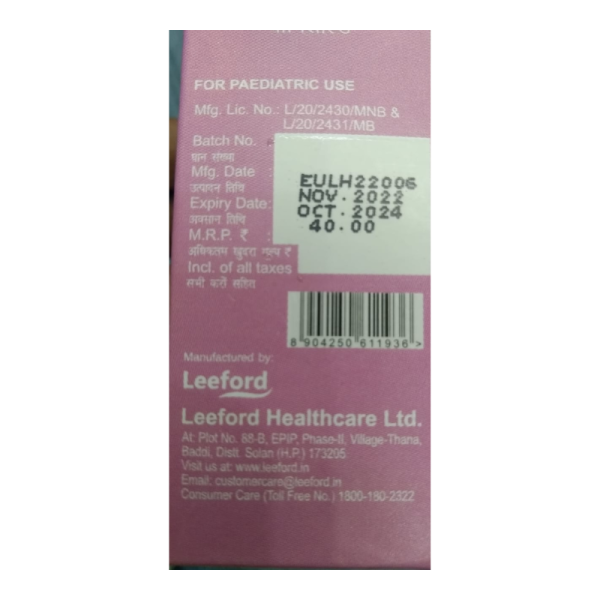 FOR PAEDIATRIC USE
Mfg. Lic. No.: L/20/2430/MNB &
L/20/2431/MB
Batch No.
EULH22006
Mfg. Date :
NOV.2022
उत्पादन तिथि
Expiry Date:
OCT.2024
अवसान तिथि
M.R.P. ₹ :
40.00
अधिकतम खुदरा मूल्य ₹
Incl. of all taxes
सभी करों सहित
8 904250 611936 >
Manufactured by:
Leeford
Leeford Healthcare Ltd.
At: Plot No. 88-B, EPIP, Phase-II, Village-Thana,
Baddi, Distt. Solan (H.P.) 173205
Visit us at: www.leeford.in
Email: customercare@leeford.in
Consumer Care (Toll Free No.) 1800-180-2322